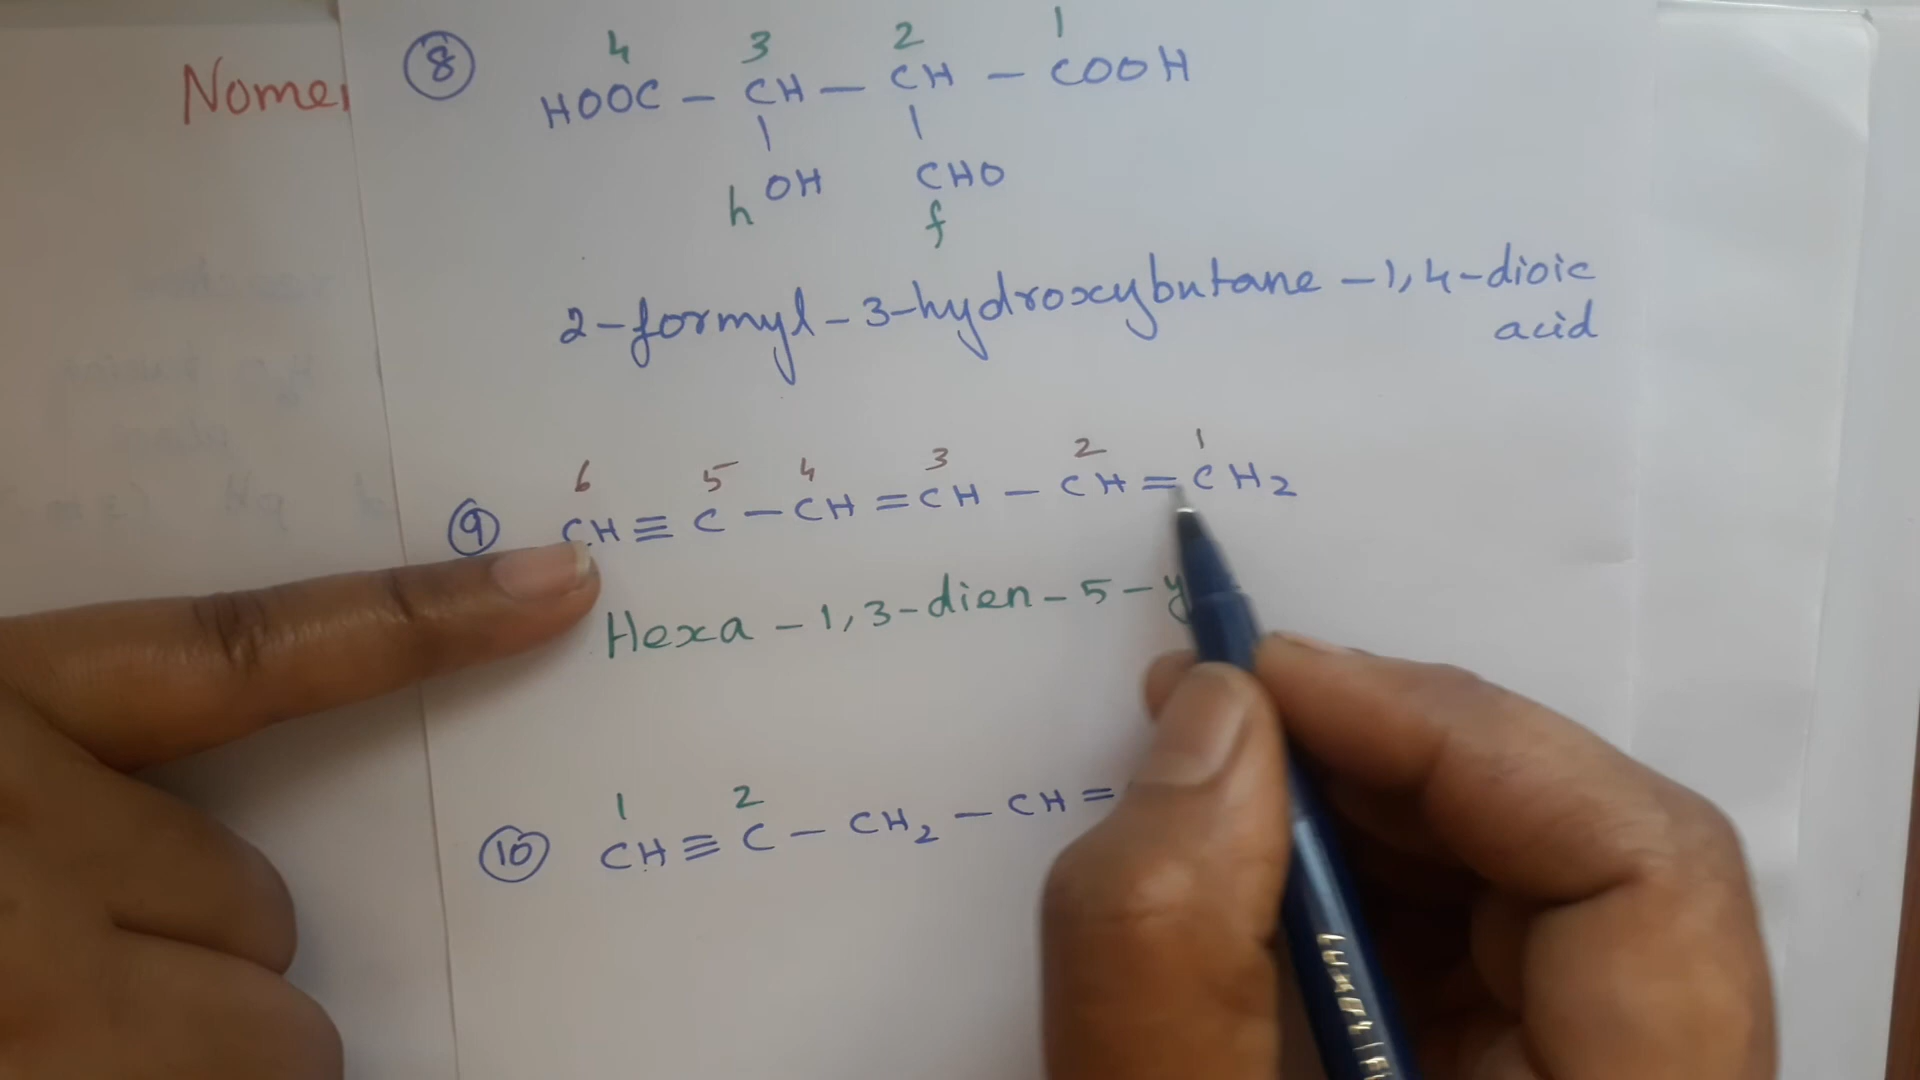 Nomen
8
4 3 2 1
HOOC – CH – CH – COOH
| |
OH CHO
h f
2-formyl-3-hydroxybutane-1,4-dioic
acid
6 5 4 3 2 1
9 CH≡C–CH=CH–CH=CH2
Hexa-1,3-dien-5-y
1 2
10 CH≡C–CH2–CH=